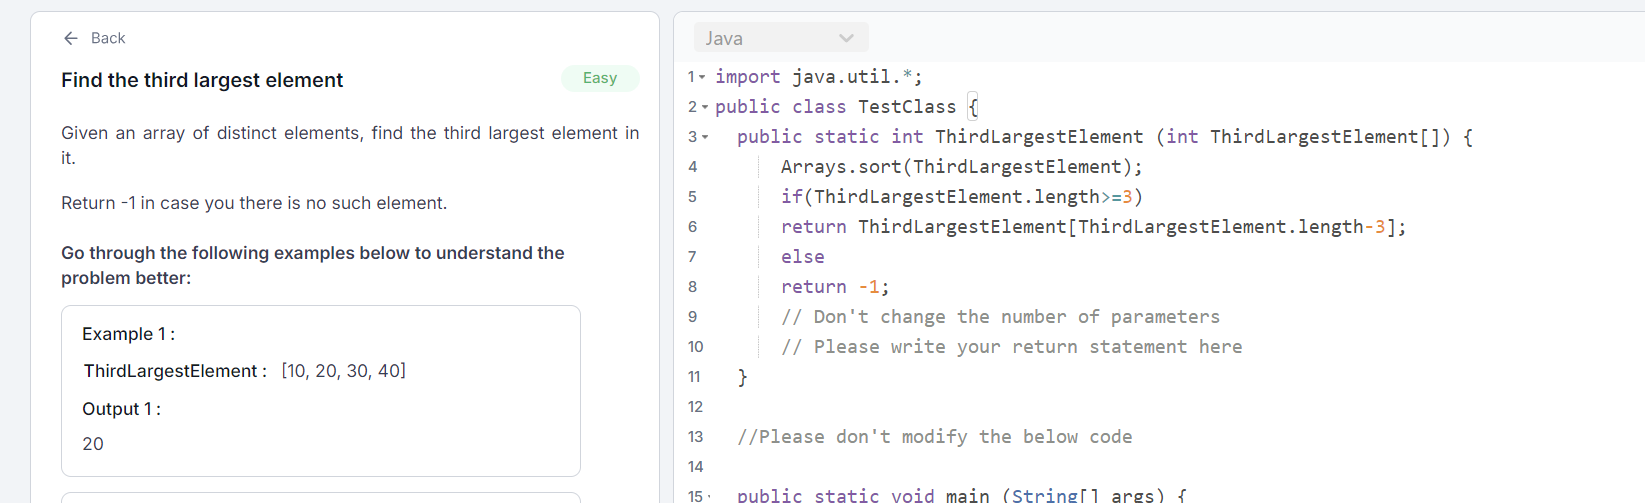 Back
Find the third largest element
Easy
Given an array of distinct elements, find the third largest element in
it.
Return -1 in case you there is no such element.
Go through the following examples below to understand the
problem better:
Example 1 :
ThirdLargestElement : [10, 20, 30, 40]
Output 1 :
20
Java
1 import java.util.*;
2 public class TestClass {
3 public static int ThirdLargestElement (int ThirdLargestElement[]) {
4 Arrays.sort(ThirdLargestElement);
5 if(ThirdLargestElement.length>=3)
6 return ThirdLargestElement[ThirdLargestElement.length-3];
7 else
8 return -1;
9 // Don't change the number of parameters
10 // Please write your return statement here
11 }
12
13 //Please don't modify the below code
14
15 public static void main (String[] args) {